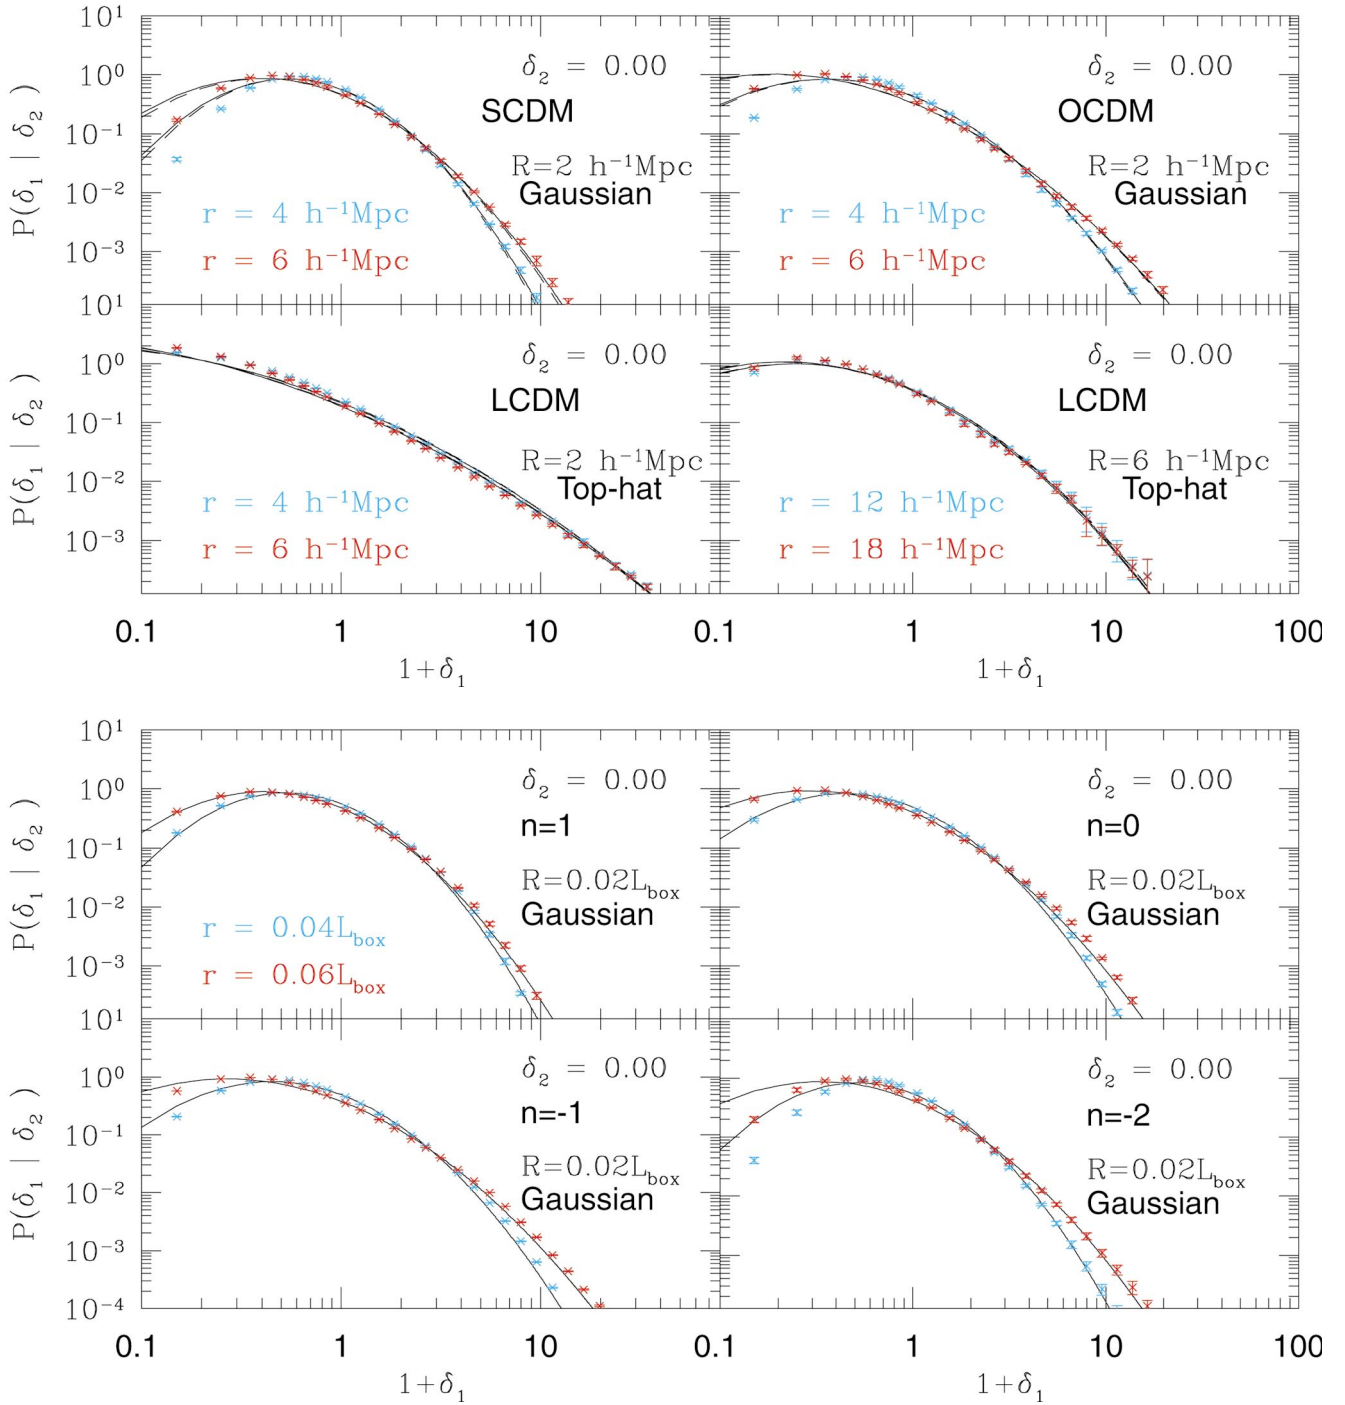 10¹
10⁰
10⁻¹
10⁻²
10⁻³
10¹
P(δ₁ | δ₂ )
δ₂ = 0.00
SCDM
R=2 h⁻¹Mpc
Gaussian
r = 4 h⁻¹Mpc
r = 6 h⁻¹Mpc
δ₂ = 0.00
OCDM
R=2 h⁻¹Mpc
Gaussian
r = 4 h⁻¹Mpc
r = 6 h⁻¹Mpc
10⁰
10⁻¹
10⁻²
10⁻³
P(δ₁ | δ₂ )
δ₂ = 0.00
LCDM
R=2 h⁻¹Mpc
Top-hat
r = 4 h⁻¹Mpc
r = 6 h⁻¹Mpc
δ₂ = 0.00
LCDM
R=6 h⁻¹Mpc
Top-hat
r = 12 h⁻¹Mpc
r = 18 h⁻¹Mpc
0.1 1 10 0.1 1 10 100
1+δ₁ 1+δ₁
10¹
10⁰
10⁻¹
10⁻²
10⁻³
10¹
P(δ₁ | δ₂ )
δ₂ = 0.00
n=1
R=0.02L_box
Gaussian
r = 0.04L_box
r = 0.06L_box
δ₂ = 0.00
n=0
R=0.02L_box
Gaussian
10⁰
10⁻¹
10⁻²
10⁻³
10⁻⁴
P(δ₁ | δ₂ )
δ₂ = 0.00
n=-1
R=0.02L_box
Gaussian
δ₂ = 0.00
n=-2
R=0.02L_box
Gaussian
0.1 1 10 0.1 1 10 100
1+δ₁ 1+δ₁